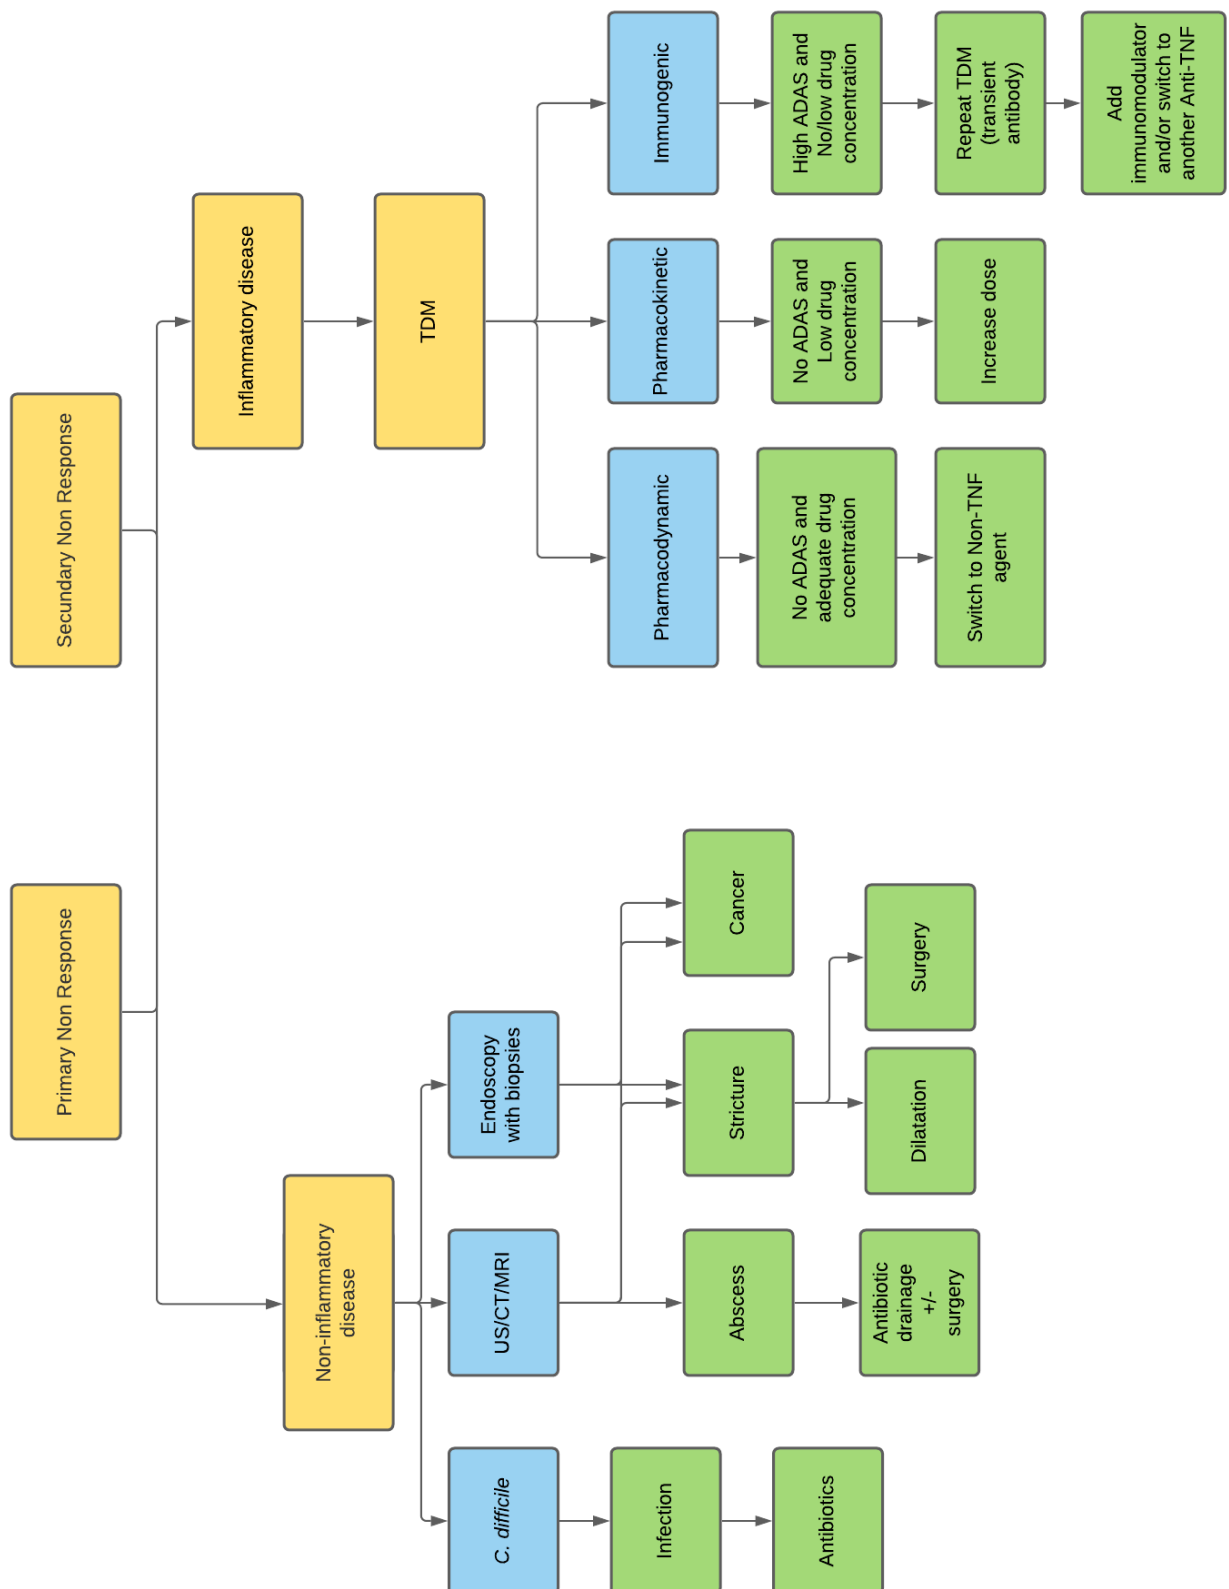 Primary Non Response
Secundary Non Response
Non-inflammatory
disease
Inflammatory disease
TDM
C. difficile
US/CT/MRI
Endoscopy
with biopsies
Pharmacodynamic
Pharmacokinetic
Immunogenic
Infection
Abscess
Stricture
Cancer
No ADAS and
adequate drug
concentration
No ADAS and
Low drug
concentration
High ADAS and
No/low drug
concentration
Antibiotics
Antibiotic
drainage
+/-
surgery
Dilatation
Surgery
Switch to Non-TNF
agent
Increase dose
Repeat TDM
(transient
antibody)
Add
immunomodulator
and/or switch to
another Anti-TNF